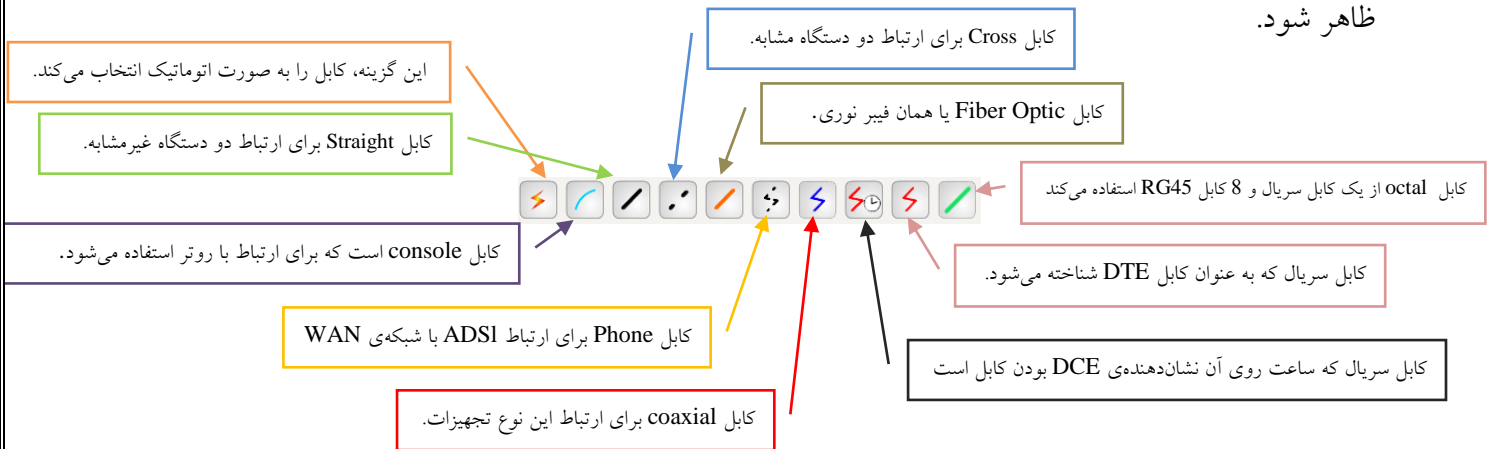 ظاهر شود.
کابل Cross برای ارتباط دو دستگاه مشابه.
این گزینه، کابل را به صورت اتوماتیک انتخاب می‌کند.
کابل Fiber Optic یا همان فیبر نوری.
کابل Straight برای ارتباط دو دستگاه غیرمشابه.
کابل octal از یک کابل سریال و 8 کابل RG45 استفاده می‌کند
کابل console است که برای ارتباط با روتر استفاده می‌شود.
کابل سریال که به عنوان کابل DTE شناخته می‌شود.
کابل Phone برای ارتباط ADSl با شبکه‌ی WAN
کابل سریال که ساعت روی آن نشان‌دهنده‌ی DCE بودن کابل است
کابل coaxial برای ارتباط این نوع تجهیزات.